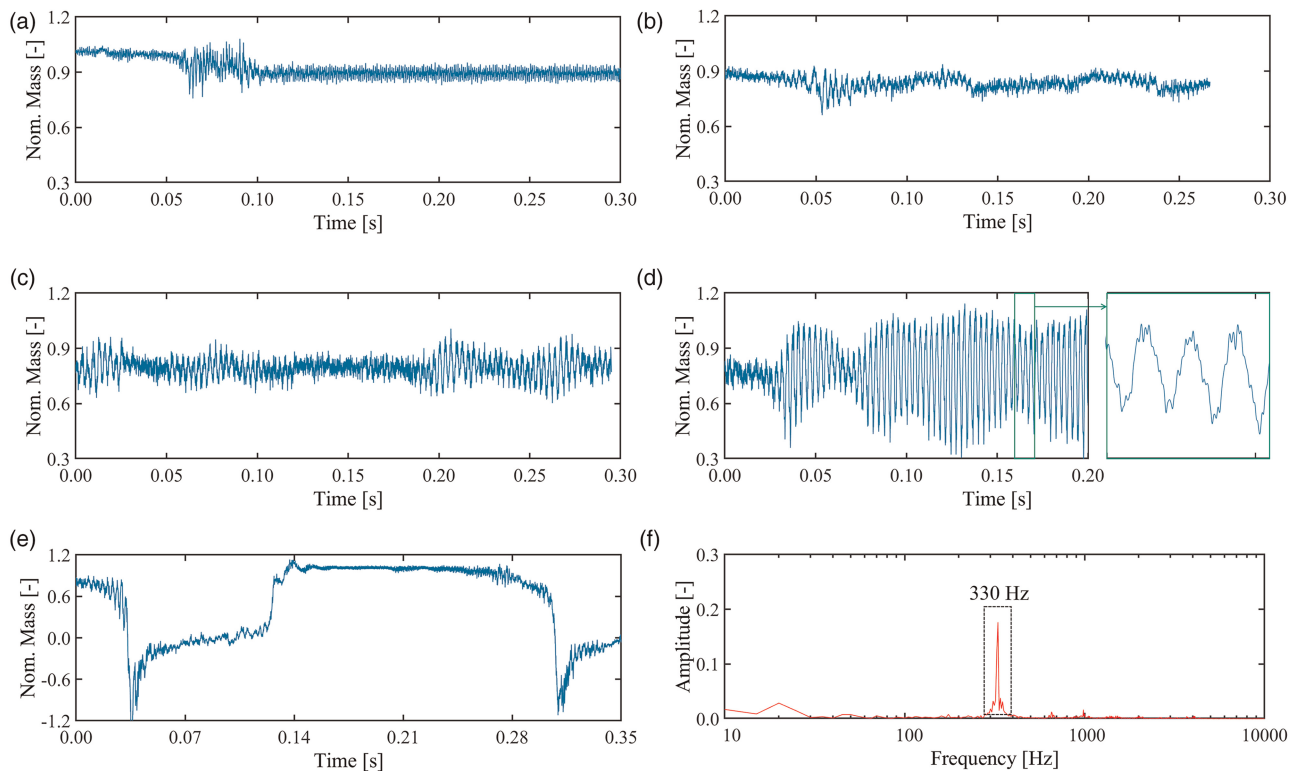 (a)
1.2
0.9
0.6
0.3
Nom. Mass [-]
0.00 0.05 0.10 0.15 0.20 0.25 0.30
Time [s]
(b)
1.2
0.9
0.6
0.3
Nom. Mass [-]
0.00 0.05 0.10 0.15 0.20 0.25 0.30
Time [s]
(c)
1.2
0.9
0.6
0.3
Nom. Mass [-]
0.00 0.05 0.10 0.15 0.20 0.25 0.30
Time [s]
(d)
1.2
0.9
0.6
0.3
Nom. Mass [-]
0.00 0.05 0.10 0.15 0.20
Time [s]
(e)
1.2
0.6
0.0
-0.6
-1.2
Nom. Mass [-]
0.00 0.07 0.14 0.21 0.28 0.35
Time [s]
(f)
0.3
0.2
0.1
0.0
Amplitude [-]
330 Hz
10 100 1000 10000
Frequency [Hz]